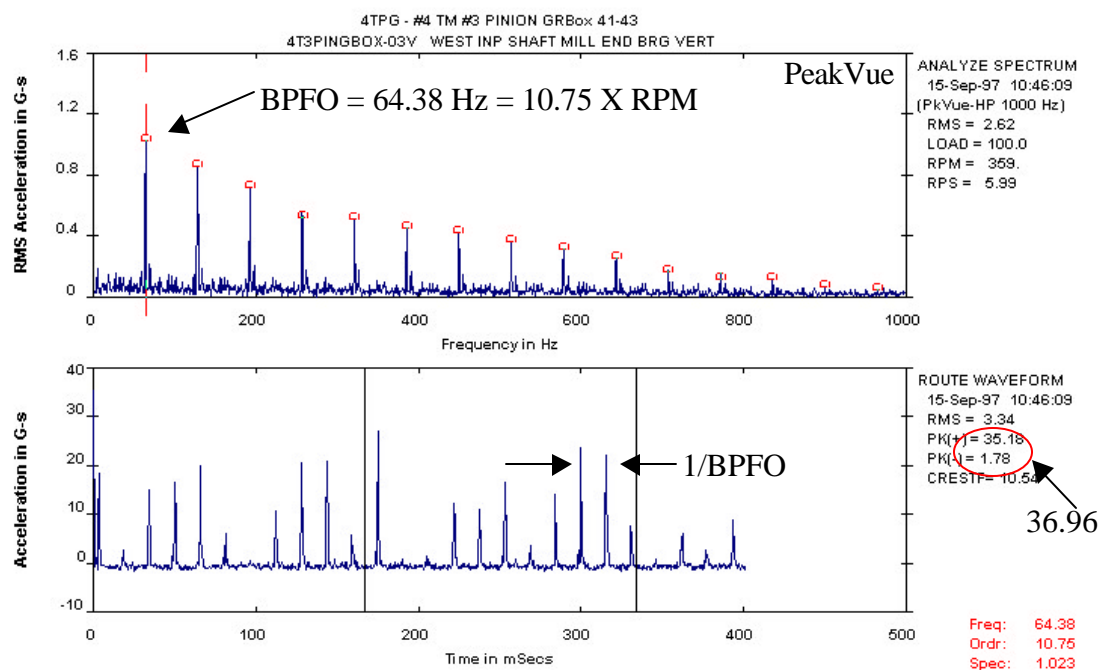 4TPG - #4 TM #3 PINION GRBox 41-43
4T3PINGBOX-03V WEST INP SHAFT MILL END BRG VERT
PeakVue
BPFO = 64.38 Hz = 10.75 X RPM
RMS Acceleration in G-s
1.6
1.2
0.8
0.4
0
0
200
400
600
800
1000
Frequency in Hz
ANALYZE SPECTRUM
15-Sep-97 10:46:09
(PkVue-HP 1000 Hz)
RMS = 2.62
LOAD = 100.0
RPM = 359.
RPS = 5.99
Acceleration in G-s
40
30
20
10
0
-10
1/BPFO
0
100
200
300
400
500
Time in mSecs
ROUTE WAVEFORM
15-Sep-97 10:46:09
RMS = 3.34
PK(+) = 35.18
PK(-) = 1.78
CRESTF= 10.54
36.96
Freq: 64.38
Ordr: 10.75
Spec: 1.023